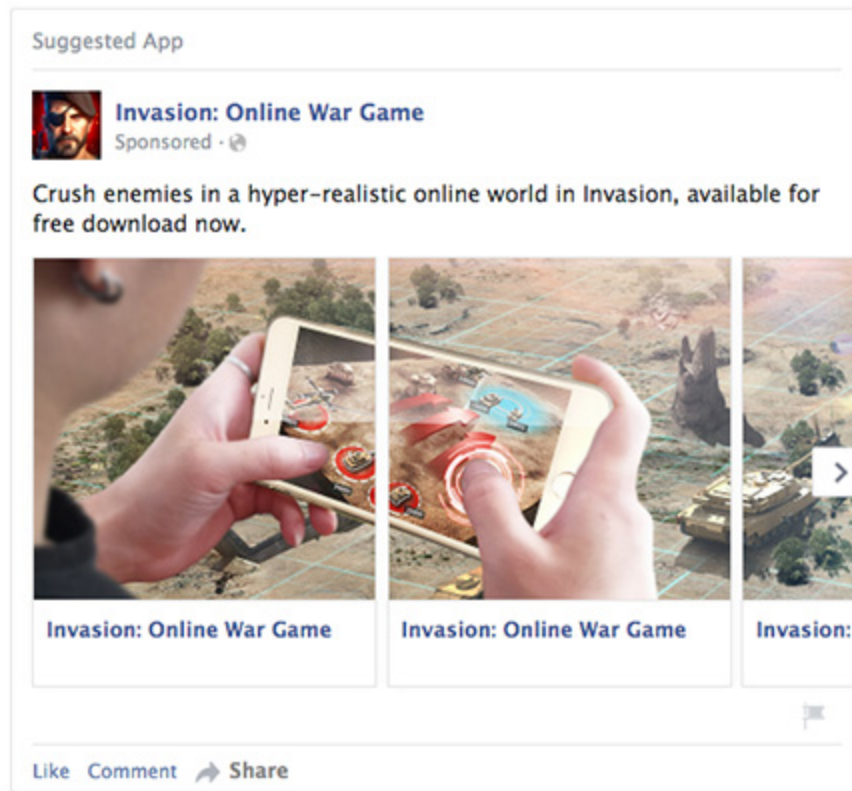 Suggested App
Invasion: Online War Game
Sponsored ·
Crush enemies in a hyper-realistic online world in Invasion, available for
free download now.
Invasion: Online War Game
Invasion: Online War Game
Invasion:
Like Comment Share